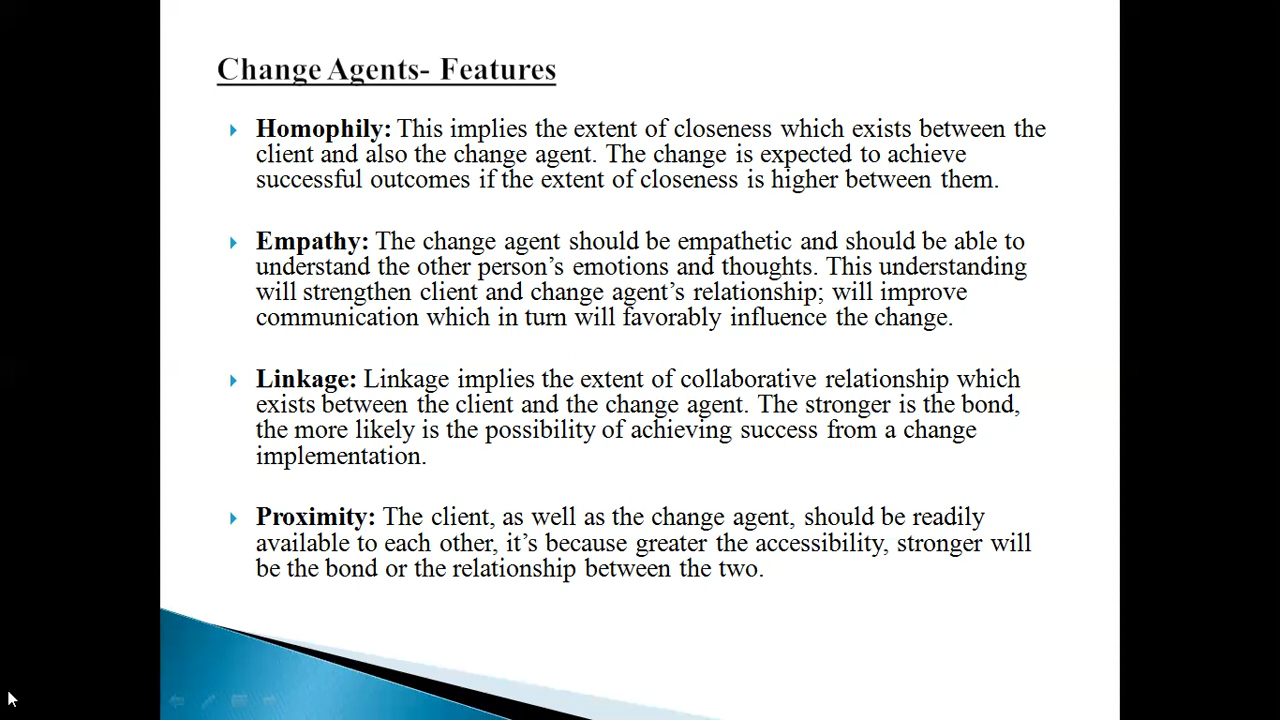 Change Agents- Features
Homophily: This implies the extent of closeness which exists between the
client and also the change agent. The change is expected to achieve
successful outcomes if the extent of closeness is higher between them.
Empathy: The change agent should be empathetic and should be able to
understand the other person’s emotions and thoughts. This understanding
will strengthen client and change agent’s relationship; will improve
communication which in turn will favorably influence the change.
Linkage: Linkage implies the extent of collaborative relationship which
exists between the client and the change agent. The stronger is the bond,
the more likely is the possibility of achieving success from a change
implementation.
Proximity: The client, as well as the change agent, should be readily
available to each other, it’s because greater the accessibility, stronger will
be the bond or the relationship between the two.